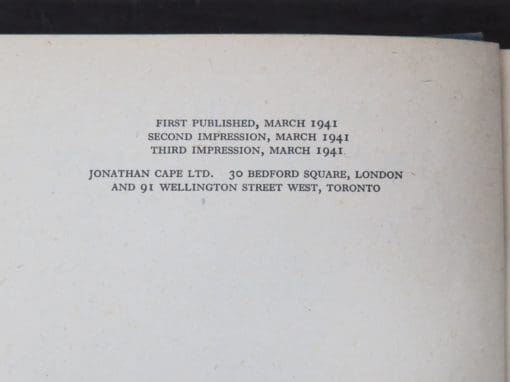 FIRST PUBLISHED, MARCH 1941
SECOND IMPRESSION, MARCH 1941
THIRD IMPRESSION, MARCH 1941
JONATHAN CAPE LTD. 30 BEDFORD SQUARE, LONDON
AND 91 WELLINGTON STREET WEST, TORONTO